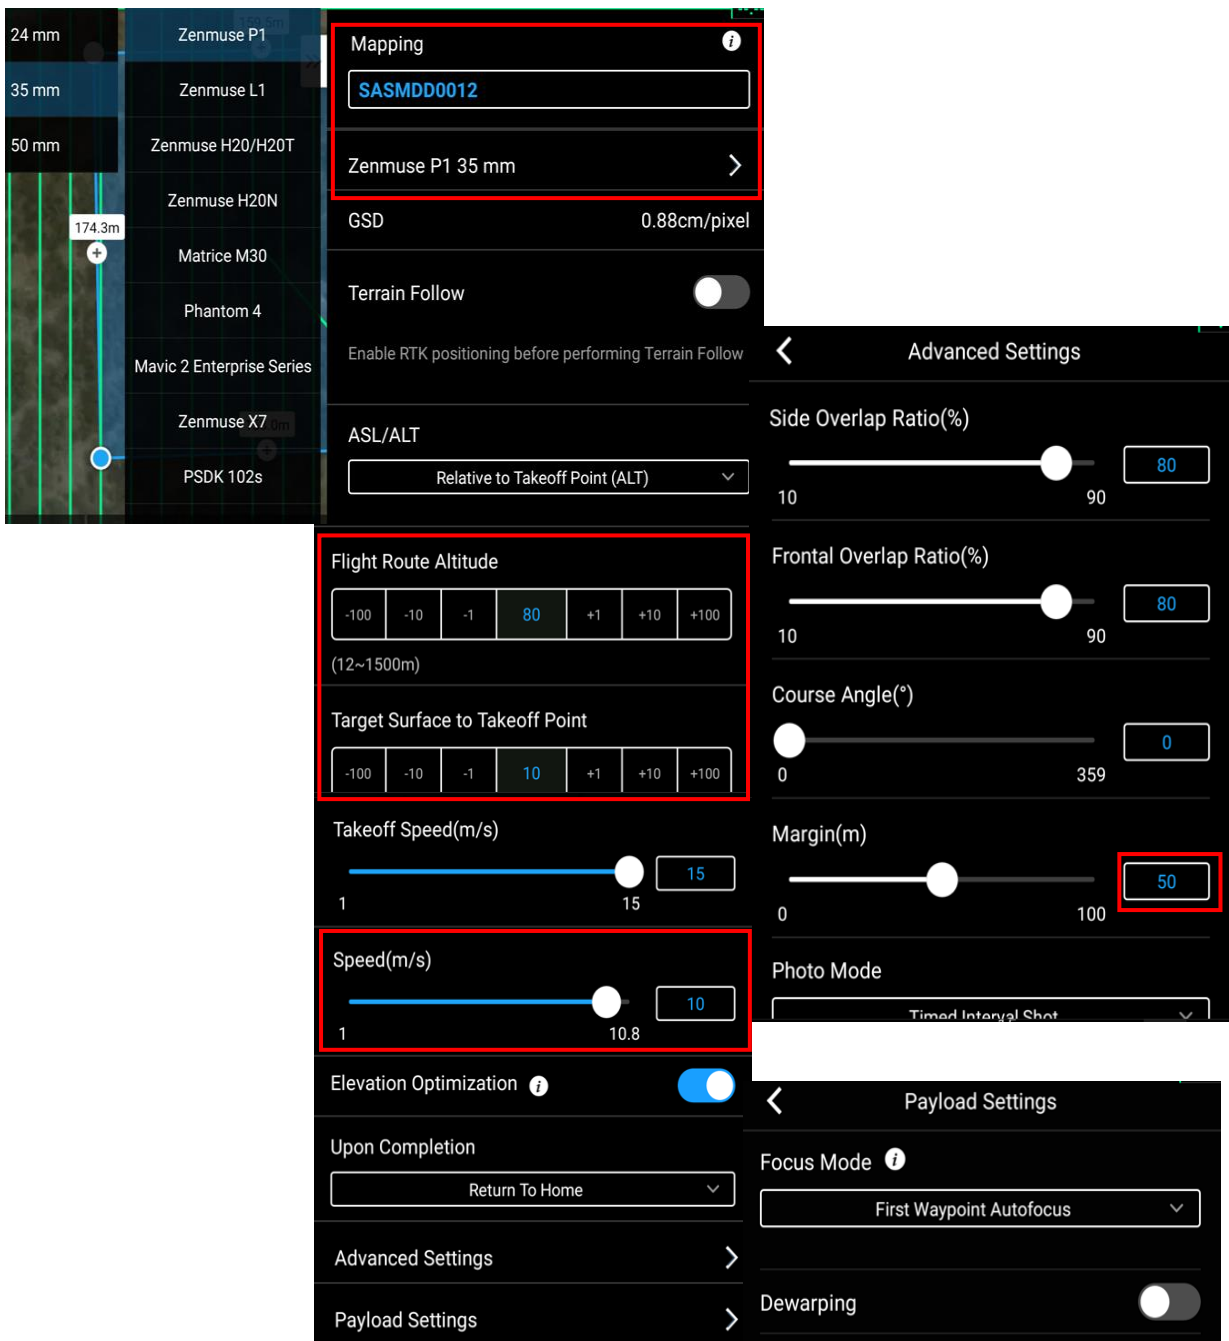 24 mm
35 mm
50 mm
174.3m
159.5m
Zenmuse P1
Zenmuse L1
Zenmuse H20/H20T
Zenmuse H20N
Matrice M30
Phantom 4
Mavic 2 Enterprise Series
Zenmuse X7
PSDK 102s
Mapping
SASMDD0012
Zenmuse P1 35 mm
GSD 0.88cm/pixel
Terrain Follow
Enable RTK positioning before performing Terrain Follow
ASL/ALT
Relative to Takeoff Point (ALT)
Flight Route Altitude
-100 -10 -1 80 +1 +10 +100
(12~1500m)
Target Surface to Takeoff Point
-100 -10 -1 10 +1 +10 +100
Takeoff Speed(m/s)
15
1 15
Speed(m/s)
10
1 10.8
Elevation Optimization i
Upon Completion
Return To Home
Advanced Settings
Payload Settings
Advanced Settings
Side Overlap Ratio(%)
80
10 90
Frontal Overlap Ratio(%)
80
10 90
Course Angle(°)
0
0 359
Margin(m)
50
0 100
Photo Mode
Timed Interval Shot
Payload Settings
Focus Mode i
First Waypoint Autofocus
Dewarping